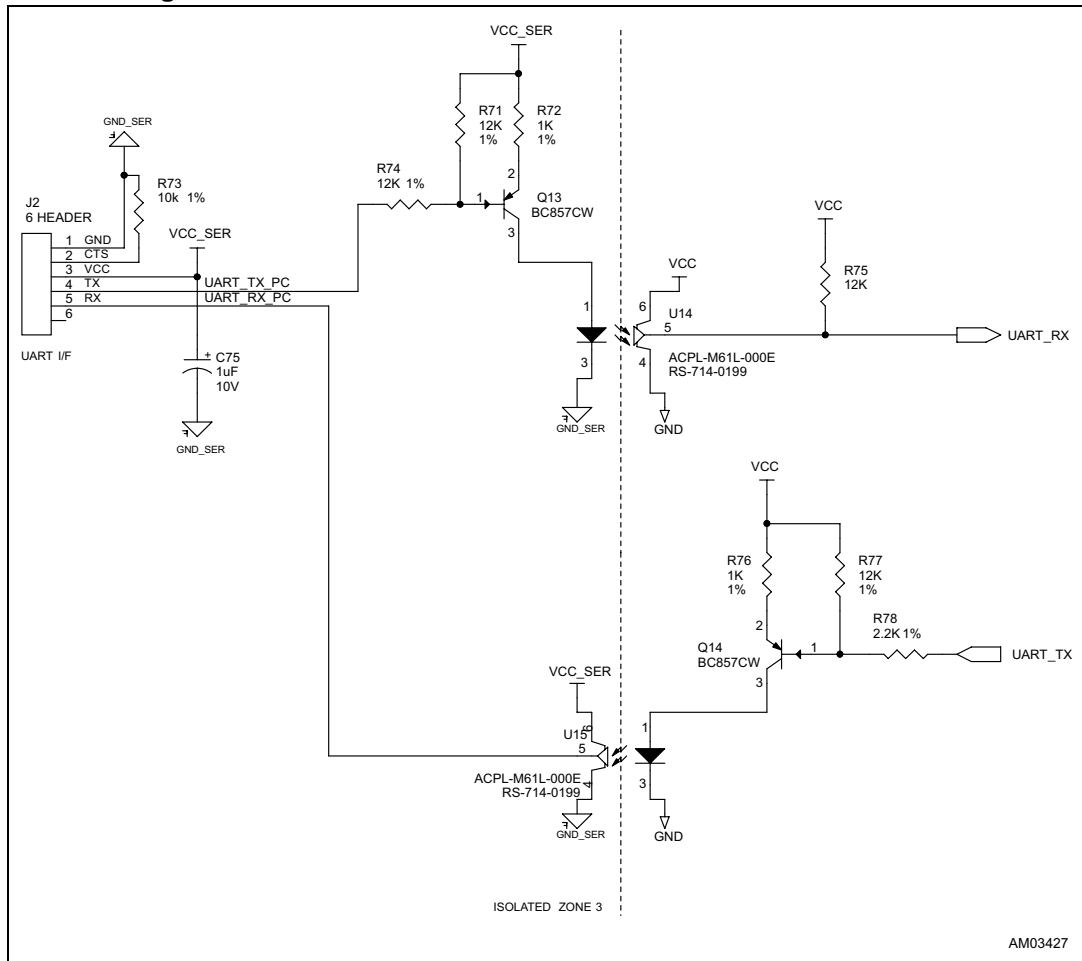 VCC_SER
R71
12K
1%
R72
1K
1%
GND_SER
R74
12K 1%
2
1
Q13
BC857CW
3
R73
10k 1%
J2
6 HEADER
VCC_SER
1 GND
2 CTS
3 VCC
4 TX UART_TX_PC
5 RX UART_RX_PC
6
UART I/F
+ C75
1uF
10V
GND_SER
VCC
R75
12K
VCC
6
U14
5
UART_RX
1
3
4
ACPL-M61L-000E
RS-714-0199
GND_SER
GND
VCC
R76
1K
1%
R77
12K
1%
R78
2.2K 1%
2
Q14
BC857CW
1
UART_TX
3
VCC_SER
6
U15
5
1
ACPL-M61L-000E
RS-714-0199
4
3
GND_SER
GND
ISOLATED ZONE 3
AM03427